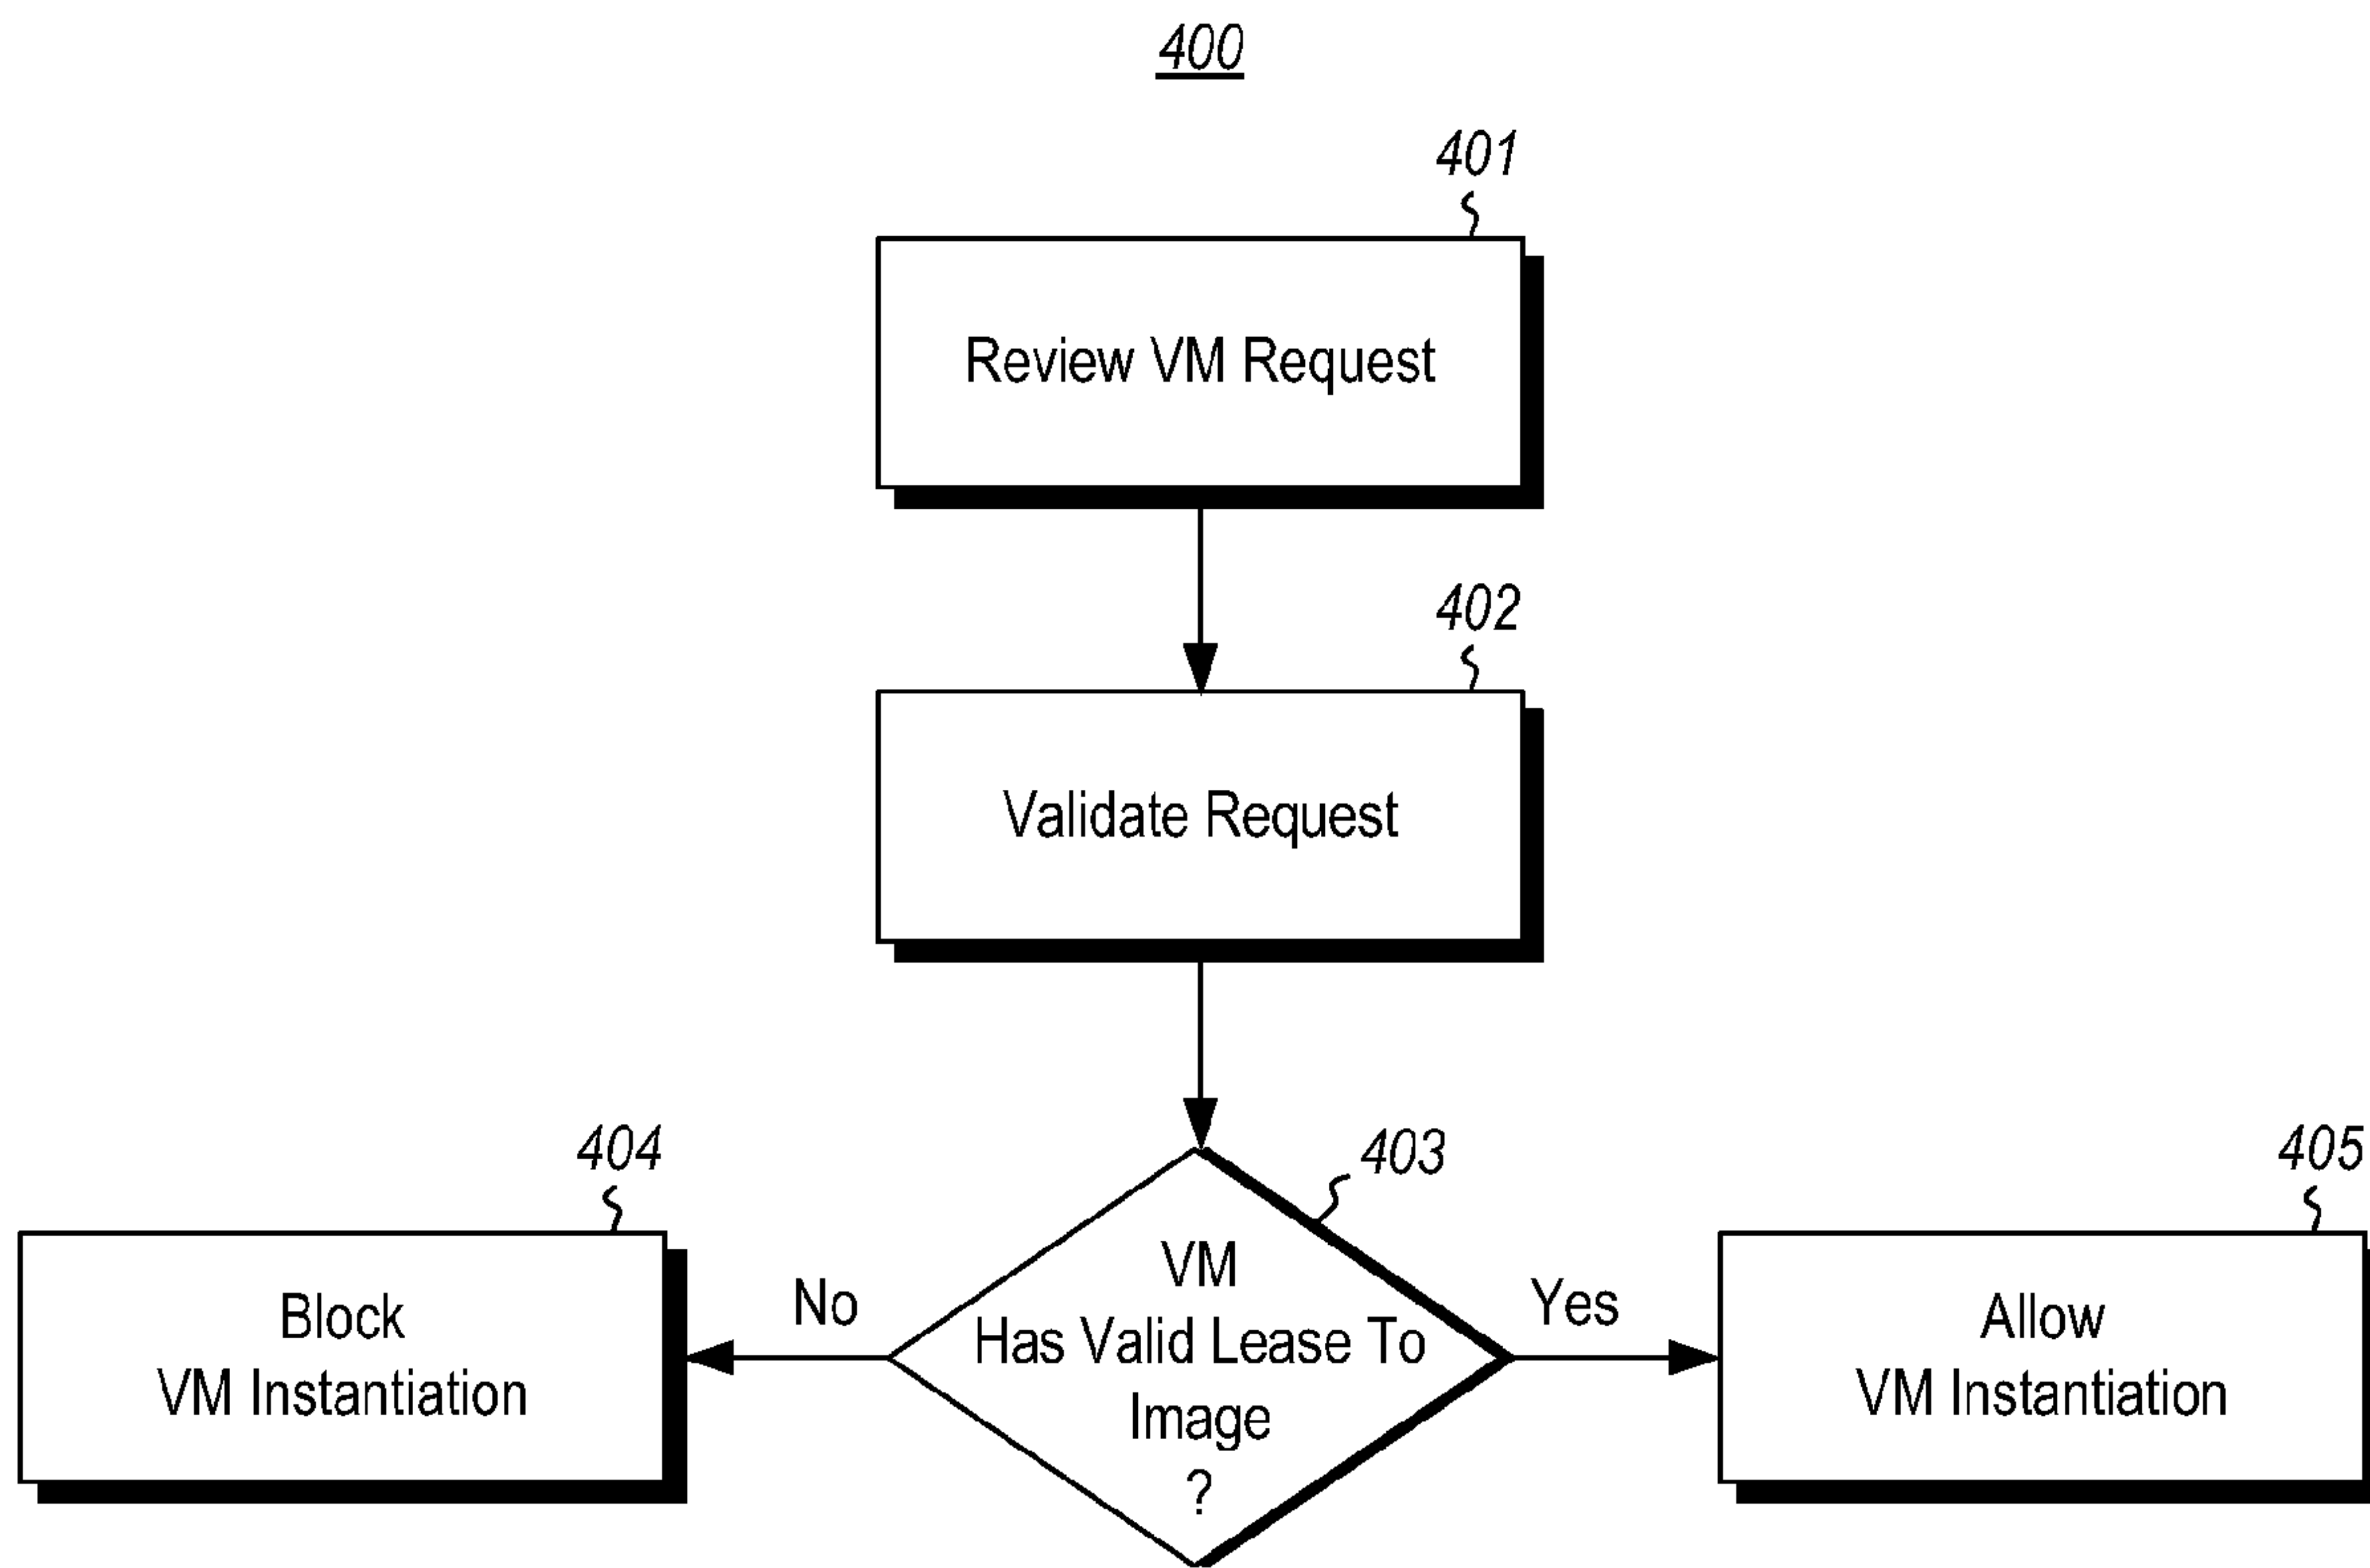 400
401
Review VM Request
402
Validate Request
404
403
405
Block
VM Instantiation
No
VM
Has Valid Lease To
Image
?
Yes
Allow
VM Instantiation